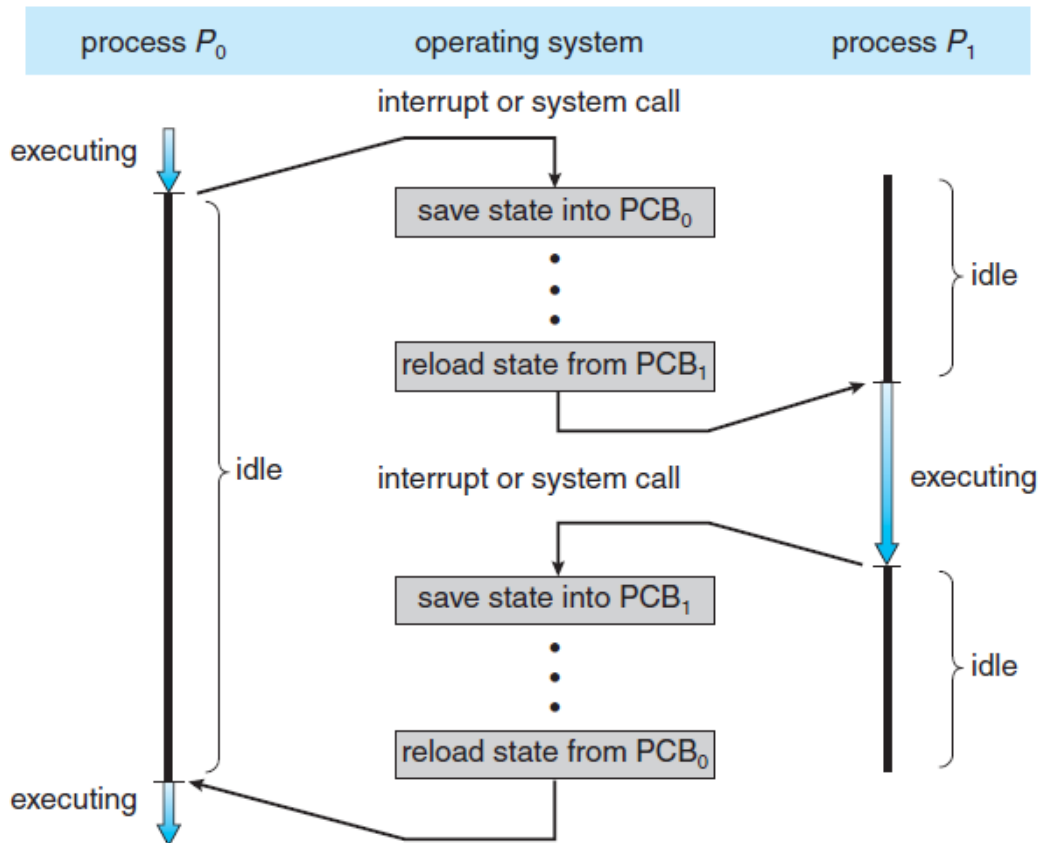 process P₀ operating system process P₁
interrupt or system call
executing
save state into PCB₀
idle
reload state from PCB₁
idle
interrupt or system call
executing
save state into PCB₁
idle
reload state from PCB₀
executing